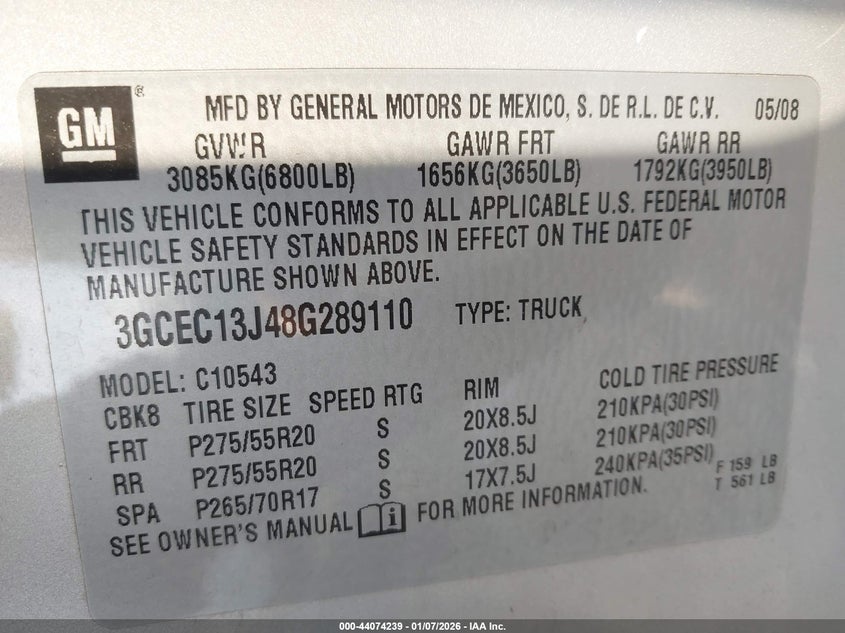 GM ®
MFD BY GENERAL MOTORS DE MEXICO, S. DE R.L. DE C.V. 05/08
GVWR GAWR FRT GAWR RR
3085KG(6800LB) 1656KG(3650LB) 1792KG(3950LB)
THIS VEHICLE CONFORMS TO ALL APPLICABLE U.S. FEDERAL MOTOR
VEHICLE SAFETY STANDARDS IN EFFECT ON THE DATE OF
MANUFACTURE SHOWN ABOVE.
3GCEC13J48G289110 TYPE: TRUCK
MODEL: C10543
CBK8 TIRE SIZE SPEED RTG RIM COLD TIRE PRESSURE
FRT P275/55R20 S 20X8.5J 210KPA(30PSI)
RR P275/55R20 S 20X8.5J 210KPA(30PSI)
SPA P265/70R17 S 17X7.5J 240KPA(35PSI) F 159 LB
T 561 LB
SEE OWNER'S MANUAL i FOR MORE INFORMATION.
000-44074239 - 01/07/2026 - IAA Inc.